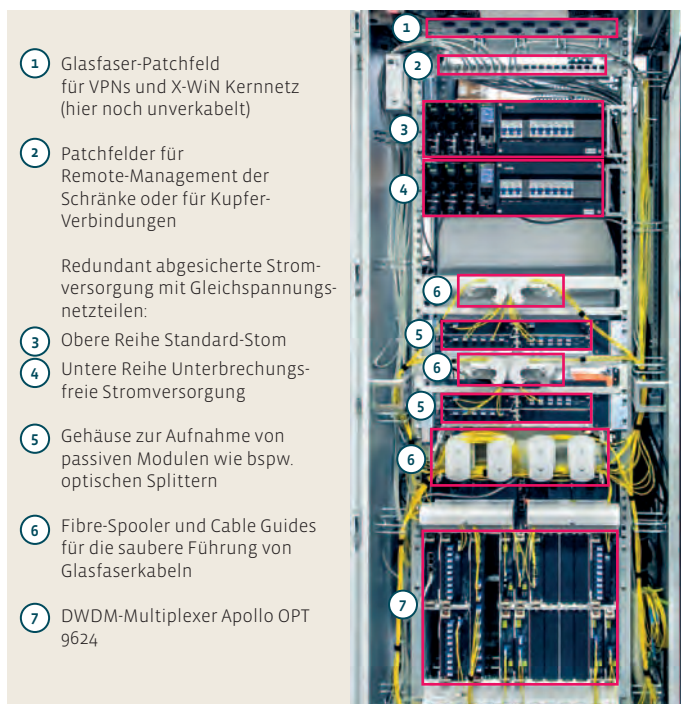 1 Glasfaser-Patchfeld
für VPNs und X-WiN Kernnetz
(hier noch unverkabelt)
2 Patchfelder für
Remote-Management der
Schränke oder für Kupfer-
Verbindungen
Redundant abgesicherte Strom-
versorgung mit Gleichspannungs-
netzteilen:
3 Obere Reihe Standard-Stom
4 Untere Reihe Unterbrechungs-
freie Stromversorgung
5 Gehäuse zur Aufnahme von
passiven Modulen wie bspw.
optischen Splittern
6 Fibre-Spooler und Cable Guides
für die saubere Führung von
Glasfaserkabeln
7 DWDM-Multiplexer Apollo OPT
9624
1
2
3
4
6
5
6
5
6
7